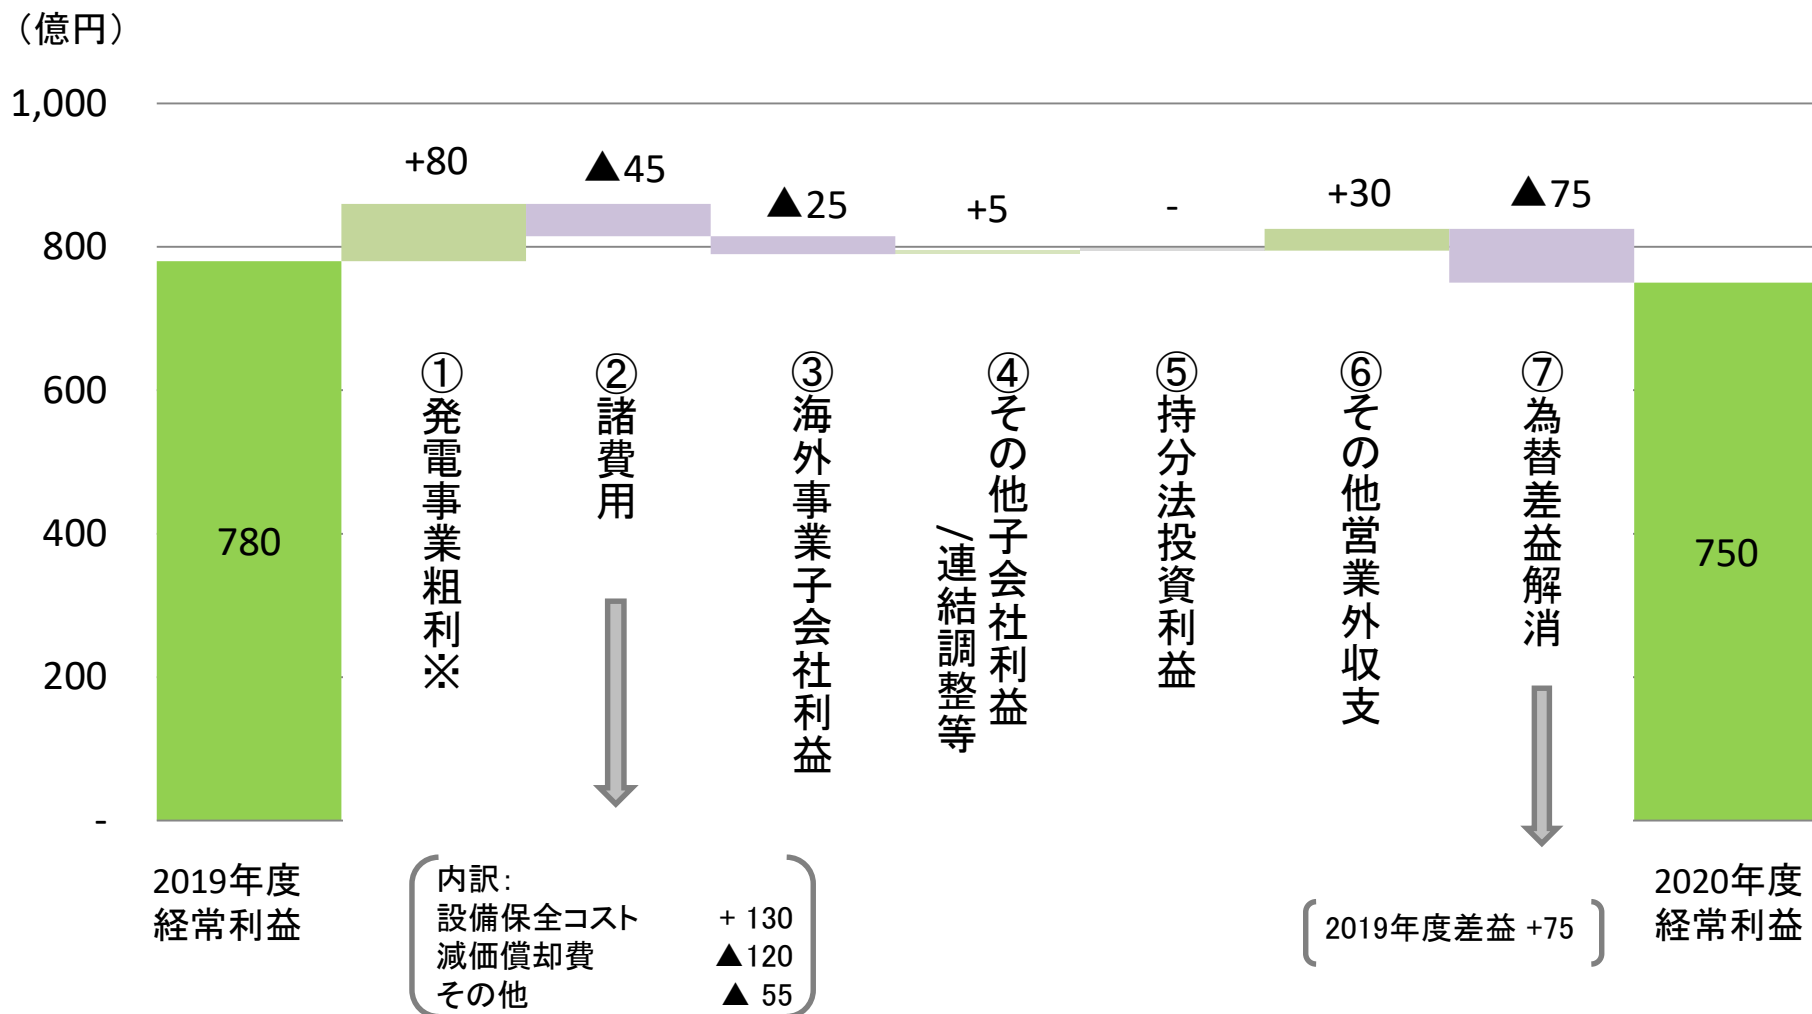 （億円）
1,000
800
600
400
200
-
+80
▲45
▲25
+5
-
+30
▲75
780
750
①発電事業粗利※
②諸費用
③海外事業子会社利益
④その他子会社利益
/連結調整等
⑤持分法投資利益
⑥その他営業外収支
⑦為替差益解消
2019年度
経常利益
内訳：
設備保全コスト + 130
減価償却費 ▲120
その他 ▲ 55
2019年度差益 +75
2020年度
経常利益